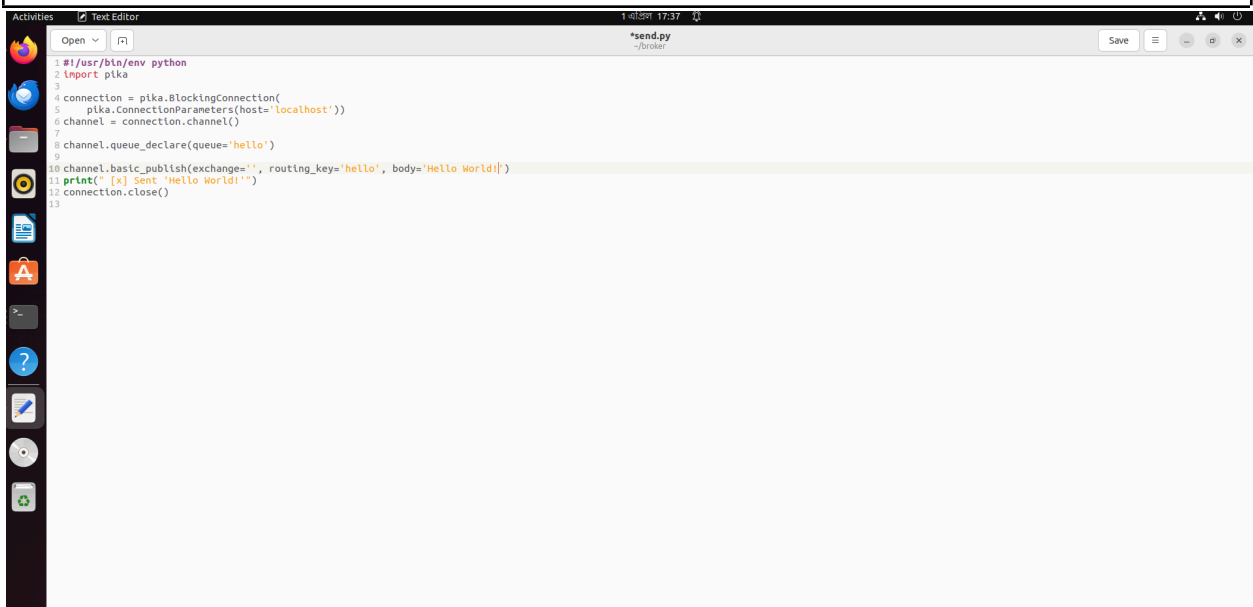 Activities Text Editor 1 এপ্রিল 17:37
Open *send.py Save
~/broker
1 #!/usr/bin/env python
2 import pika
3
4 connection = pika.BlockingConnection(
5     pika.ConnectionParameters(host='localhost'))
6 channel = connection.channel()
7
8 channel.queue_declare(queue='hello')
9
10 channel.basic_publish(exchange='', routing_key='hello', body='Hello World!')
11 print(" [x] Sent 'Hello World!'")
12 connection.close()
13